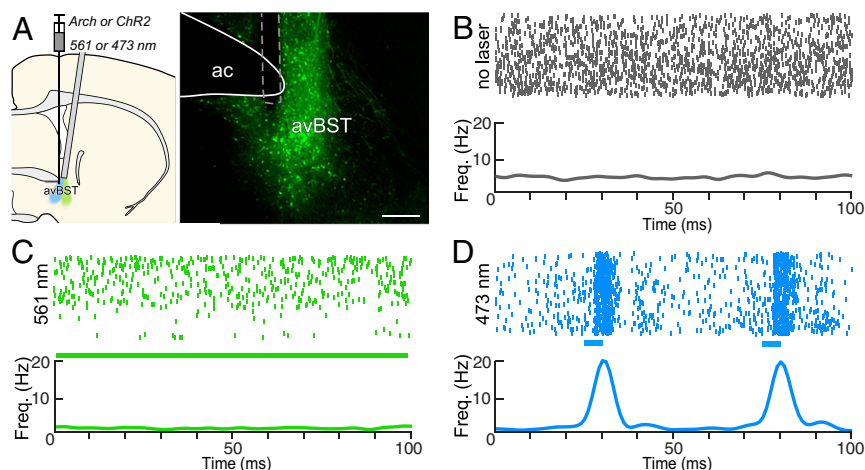 A
Arch or ChR2
561 or 473 nm
avBST
ac
avBST
B
no laser
Freq. (Hz)
20
10
0
50
100
Time (ms)
C
561 nm
Freq. (Hz)
20
10
0
50
100
Time (ms)
D
473 nm
Freq. (Hz)
20
10
0
50
100
Time (ms)